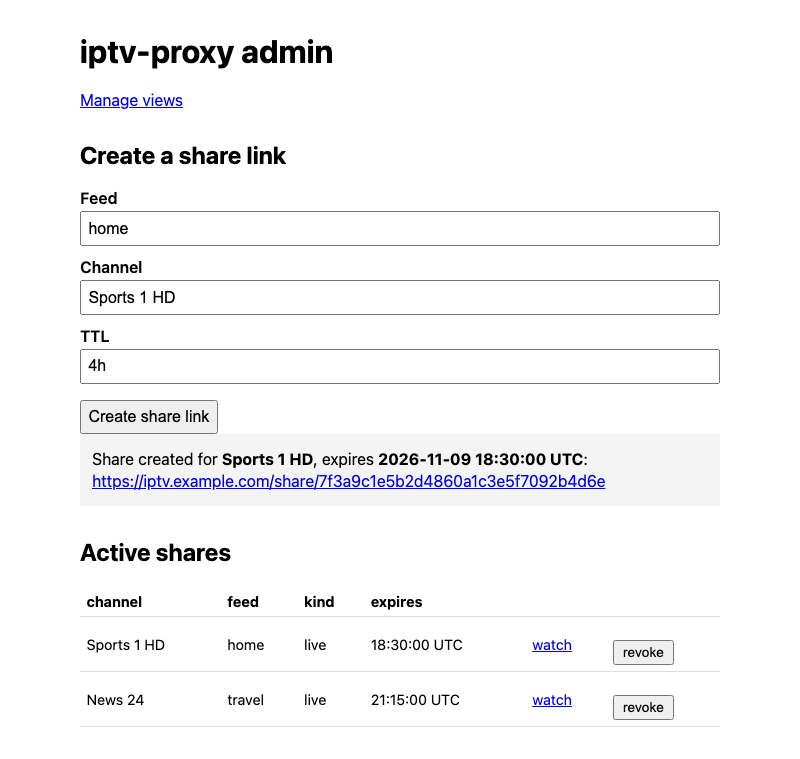 iptv-proxy admin
Manage views
Create a share link
Feed
home
Channel
Sports 1 HD
TTL
4h
Create share link
Share created for Sports 1 HD, expires 2026-11-09 18:30:00 UTC:
https://iptv.example.com/share/7f3a9c1e5b2d4860a1c3e5f7092b4d6e
Active shares
channel feed kind expires
Sports 1 HD home live 18:30:00 UTC watch revoke
News 24 travel live 21:15:00 UTC watch revoke